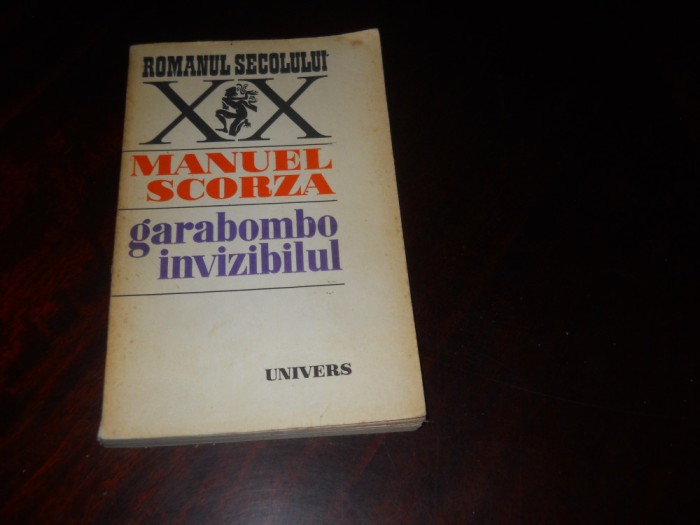 ROMANUL SECOLULUI
XX
MANUEL
SCORZA
garabombo
invizibilul
UNIVERS